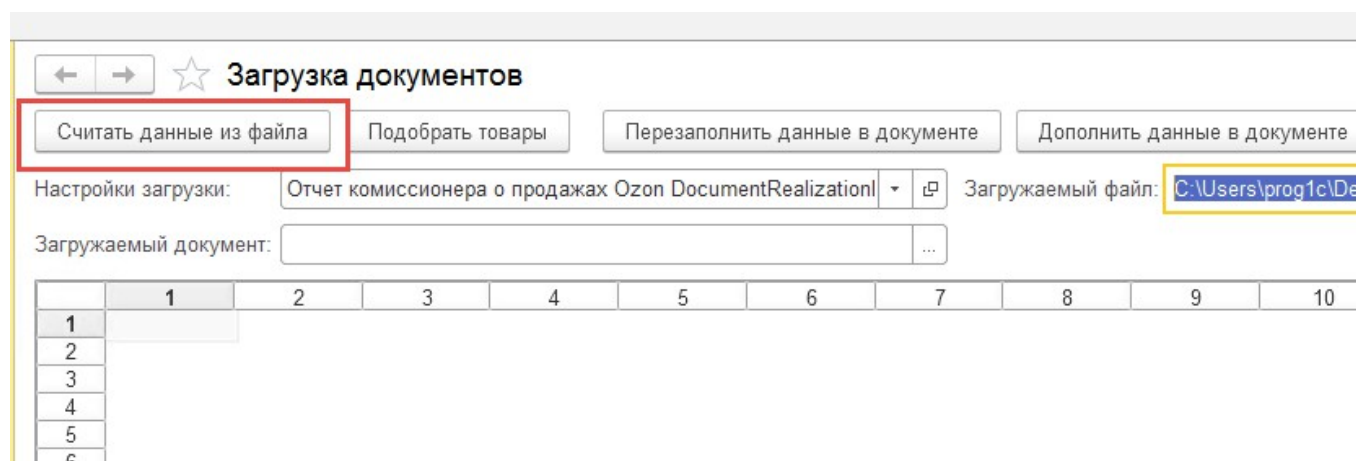 Загрузка документов
Считать данные из файла Подобрать товары Перезаполнить данные в документе Дополнить данные в документе
Настройки загрузки: Отчет комиссионера о продажах Ozon DocumentRealizationI Загружаемый файл: C:\Users\prog1c\De
Загружаемый документ: ...
1 2 3 4 5 6 7 8 9 10
1
2
3
4
5
6